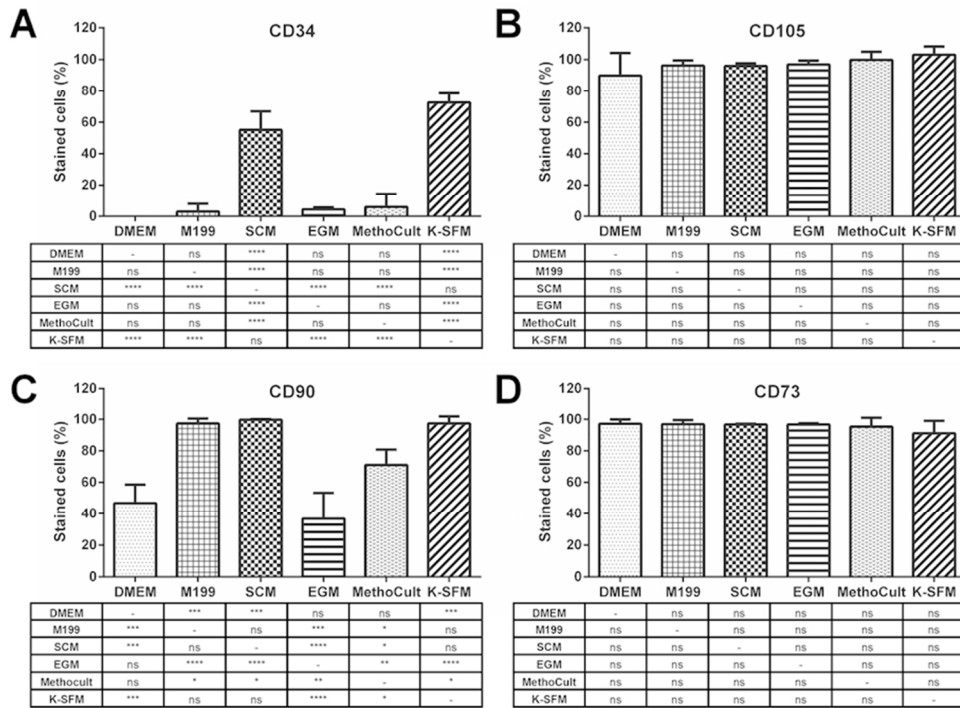 A
CD34
Stained cells (%)
120
100
80
60
40
20
0
DMEM M199 SCM EGM MethoCult K-SFM
DMEM - ns **** ns ns ****
M199 ns - **** ns ns ****
SCM **** **** - **** **** ns
EGM ns ns **** - ns ****
MethoCult ns ns **** ns - ****
K-SFM **** **** ns **** **** -
B
CD105
Stained cells (%)
120
100
80
60
40
20
0
DMEM M199 SCM EGM MethoCult K-SFM
DMEM - ns ns ns ns ns
M199 ns - ns ns ns ns
SCM ns ns - ns ns ns
EGM ns ns ns - ns ns
MethoCult ns ns ns ns - ns
K-SFM ns ns ns ns ns -
C
CD90
Stained cells (%)
120
100
80
60
40
20
0
DMEM M199 SCM EGM MethoCult K-SFM
DMEM - *** *** ns ns ***
M199 *** - ns *** * ns
SCM *** ns - **** * ns
EGM ns **** **** - ** ****
Methocult ns * * ** - *
K-SFM *** ns ns **** * -
D
CD73
Stained cells (%)
120
100
80
60
40
20
0
DMEM M199 SCM EGM MethoCult K-SFM
DMEM - ns ns ns ns ns
M199 ns - ns ns ns ns
SCM ns ns - ns ns ns
EGM ns ns ns - ns ns
MethoCult ns ns ns ns - ns
K-SFM ns ns ns ns ns -